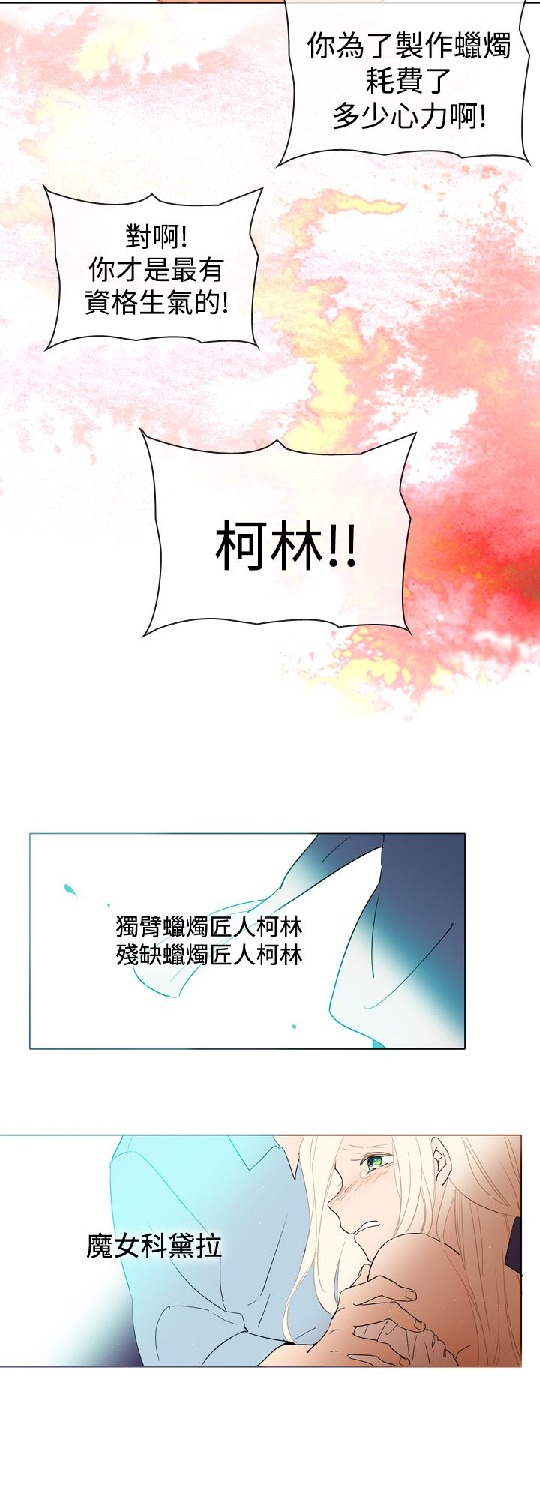 你為了製作蠟燭
耗費了
多少心力啊!
對啊!
你才是最有
資格生氣的!
柯林!!
獨臂蠟燭匠人柯林
殘缺蠟燭匠人柯林
魔女科黛拉